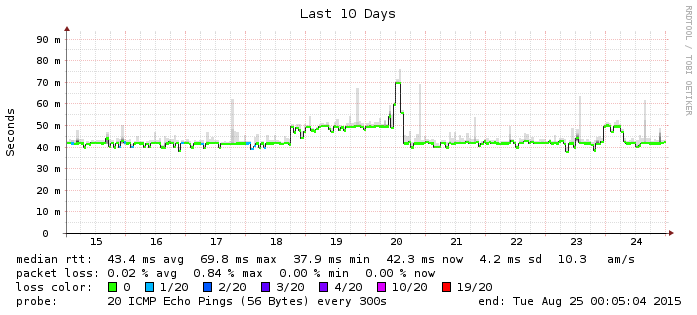 Last 10 Days
RRDTOOL / TOBI OETIKER
Seconds
90 m
80 m
70 m
60 m
50 m
40 m
30 m
20 m
10 m
0
15 16 17 18 19 20 21 22 23 24
median rtt: 43.4 ms avg 69.8 ms max 37.9 ms min 42.3 ms now 4.2 ms sd 10.3 am/s
packet loss: 0.02 % avg 0.84 % max 0.00 % min 0.00 % now
loss color: 0 1/20 2/20 3/20 4/20 10/20 19/20
probe: 20 ICMP Echo Pings (56 Bytes) every 300s end: Tue Aug 25 00:05:04 2015